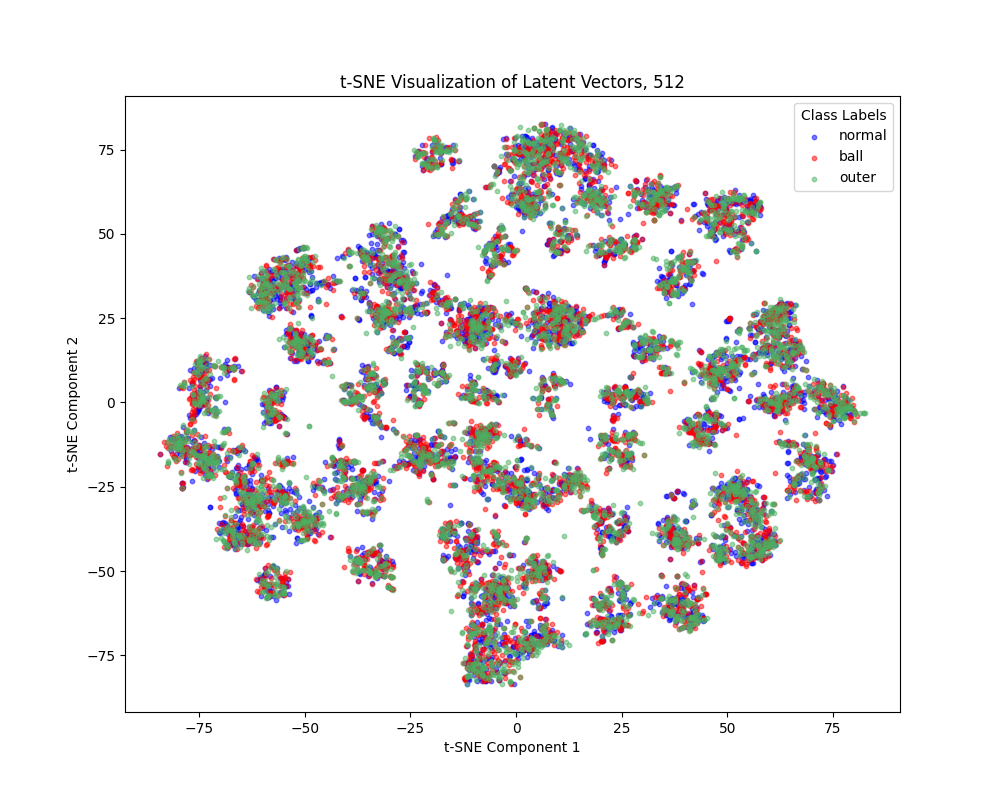 t-SNE Visualization of Latent Vectors, 512
Class Labels
normal
ball
outer
75
50
25
0
−25
−50
−75
t-SNE Component 2
−75
−50
−25
0
25
50
75
t-SNE Component 1